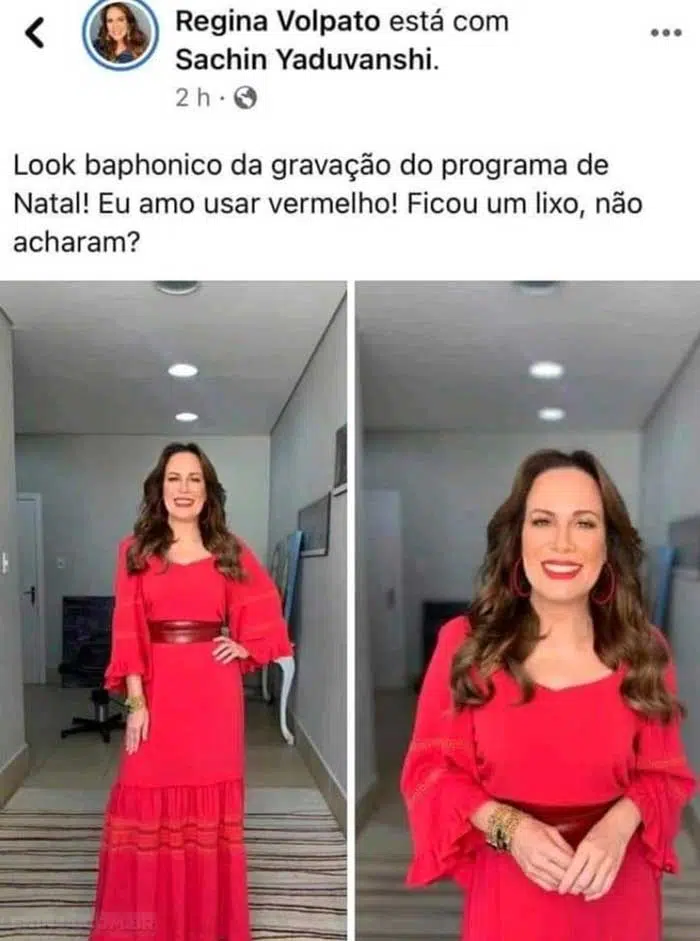 Regina Volpato está com
Sachin Yaduvanshi.
2 h ·
Look baphonico da gravação do programa de
Natal! Eu amo usar vermelho! Ficou um lixo, não
acharam?